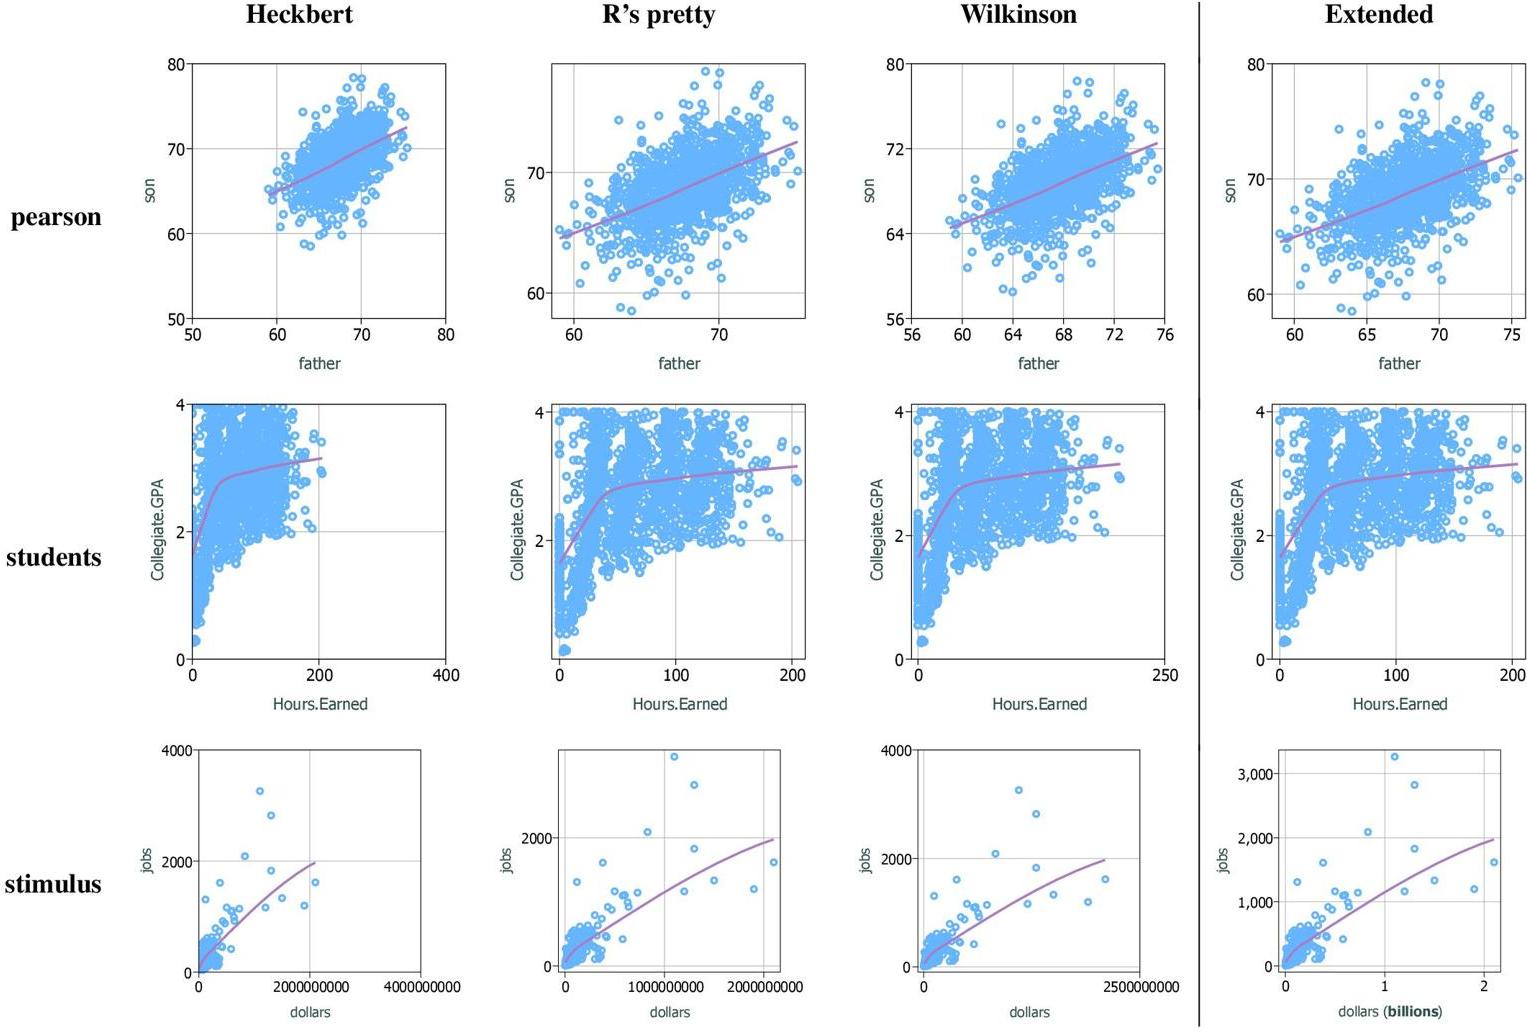 Heckbert R's pretty Wilkinson Extended
pearson
80 70 60 50
son
50 60 70 80
father
70 60
son
60 70
father
80 72 64 56
son
56 60 64 68 72 76
father
80 70 60
son
60 65 70 75
father
students
4 2 0
Collegiate.GPA
0 200 400
Hours.Earned
4 2
Collegiate.GPA
0 100 200
Hours.Earned
4 2 0
Collegiate.GPA
0 250
Hours.Earned
4 2 0
Collegiate.GPA
0 100 200
Hours.Earned
stimulus
4000 2000 0
jobs
0 2000000000 4000000000
dollars
2000 0
jobs
0 1000000000 2000000000
dollars
4000 2000 0
jobs
0 2500000000
dollars
3,000 2,000 1,000 0
jobs
0 1 2
dollars (billions)